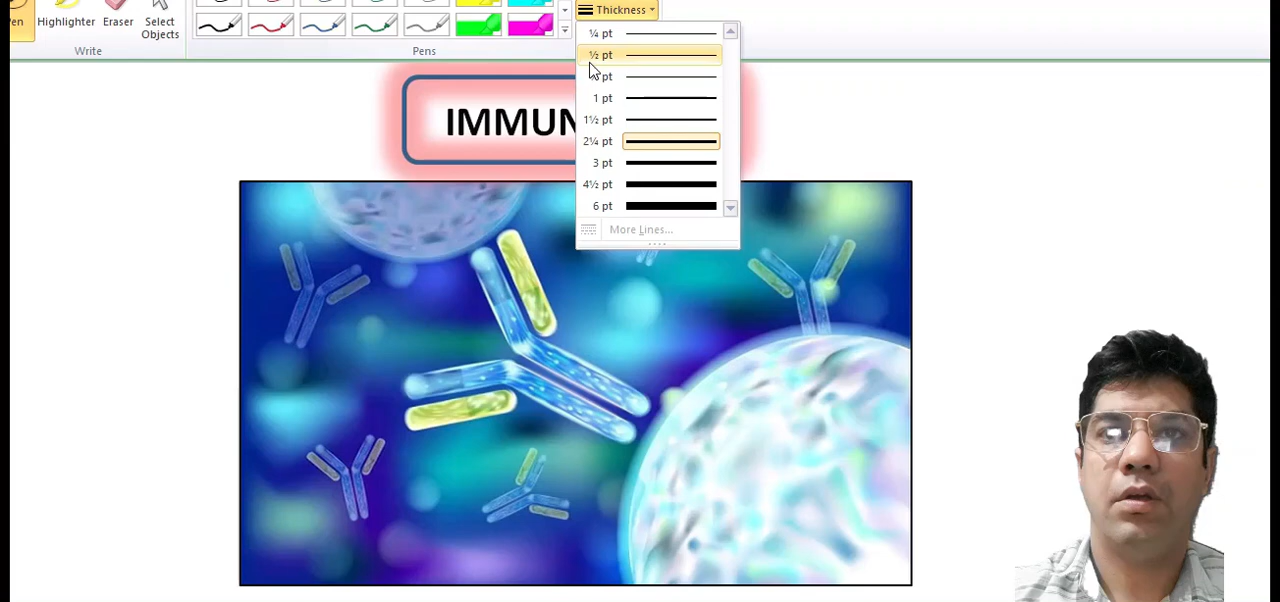 Thickness
Highlighter
Eraser
Select
Objects
Write
Pens
¼ pt
½ pt
pt
1 pt
1½ pt
2¼ pt
3 pt
4½ pt
6 pt
More Lines...
IMMUN